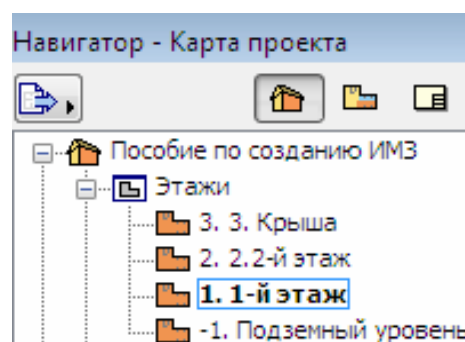 Навигатор - Карта проекта
Пособие по созданию ИМЗ
Этажи
3. 3. Крыша
2. 2.2-й этаж
1. 1-й этаж
-1. Подземный уровень